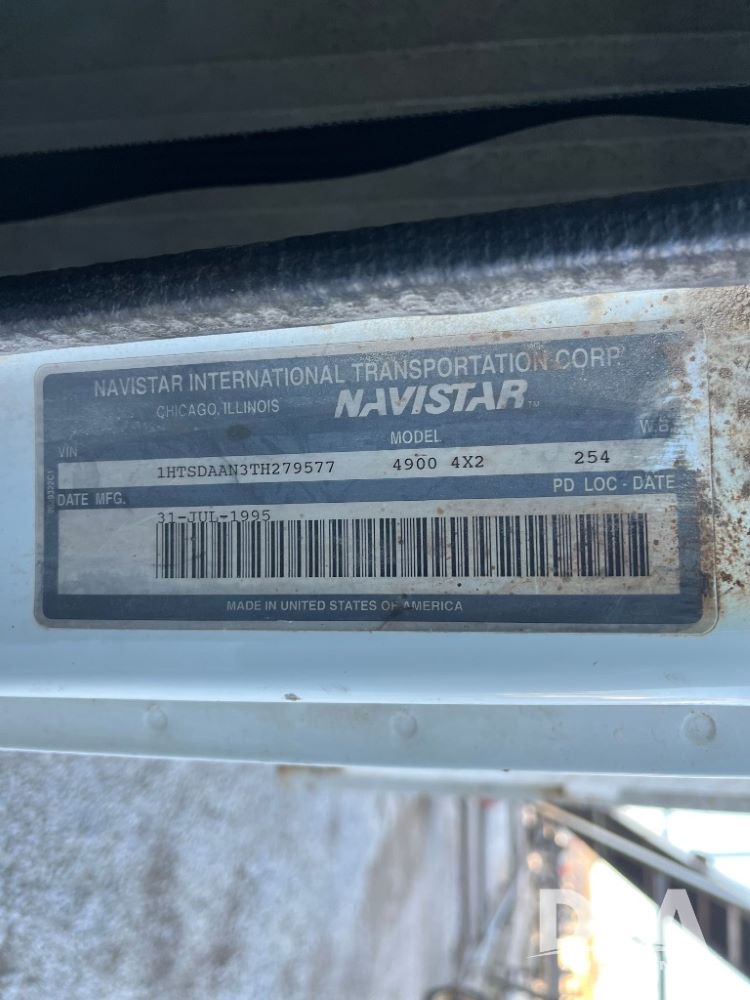 NAVISTAR INTERNATIONAL TRANSPORTATION CORP.
CHICAGO, ILLINOIS NAVISTAR™
MODEL W.B.
VIN
1HTSDAAN3TH279577 4900 4X2 254
DATE MFG. PD LOC - DATE
31-JUL-1995
MADE IN UNITED STATES OF AMERICA